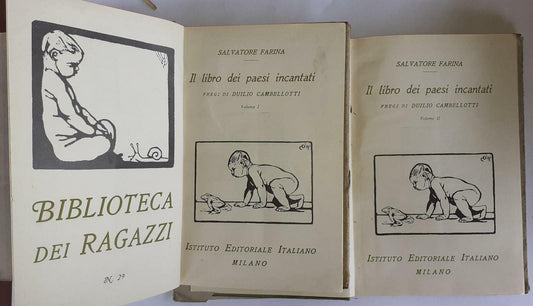 BIBLIOTECA
DEI RAGAZZI
N. 29
SALVATORE FARINA
Il libro dei paesi incantati
FREGI DI DUILIO CAMBELLOTTI
Volume I
ISTITUTO EDITORIALE ITALIANO
MILANO
SALVATORE FARINA
Il libro dei paesi incantati
FREGI DI DUILIO CAMBELLOTTI
Volume II
ISTITUTO EDITORIALE ITALIANO
MILANO